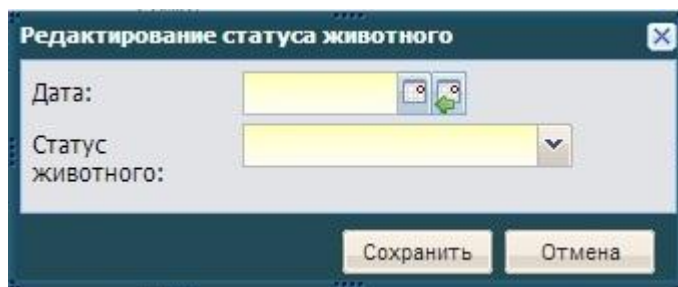 Редактирование статуса животного
Дата:
Статус
животного:
Сохранить Отмена